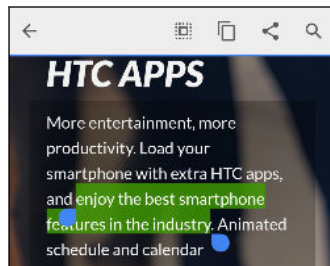 HTC APPS
More entertainment, more
productivity. Load your
smartphone with extra HTC apps,
and enjoy the best smartphone
features in the industry. Animated
schedule and calendar